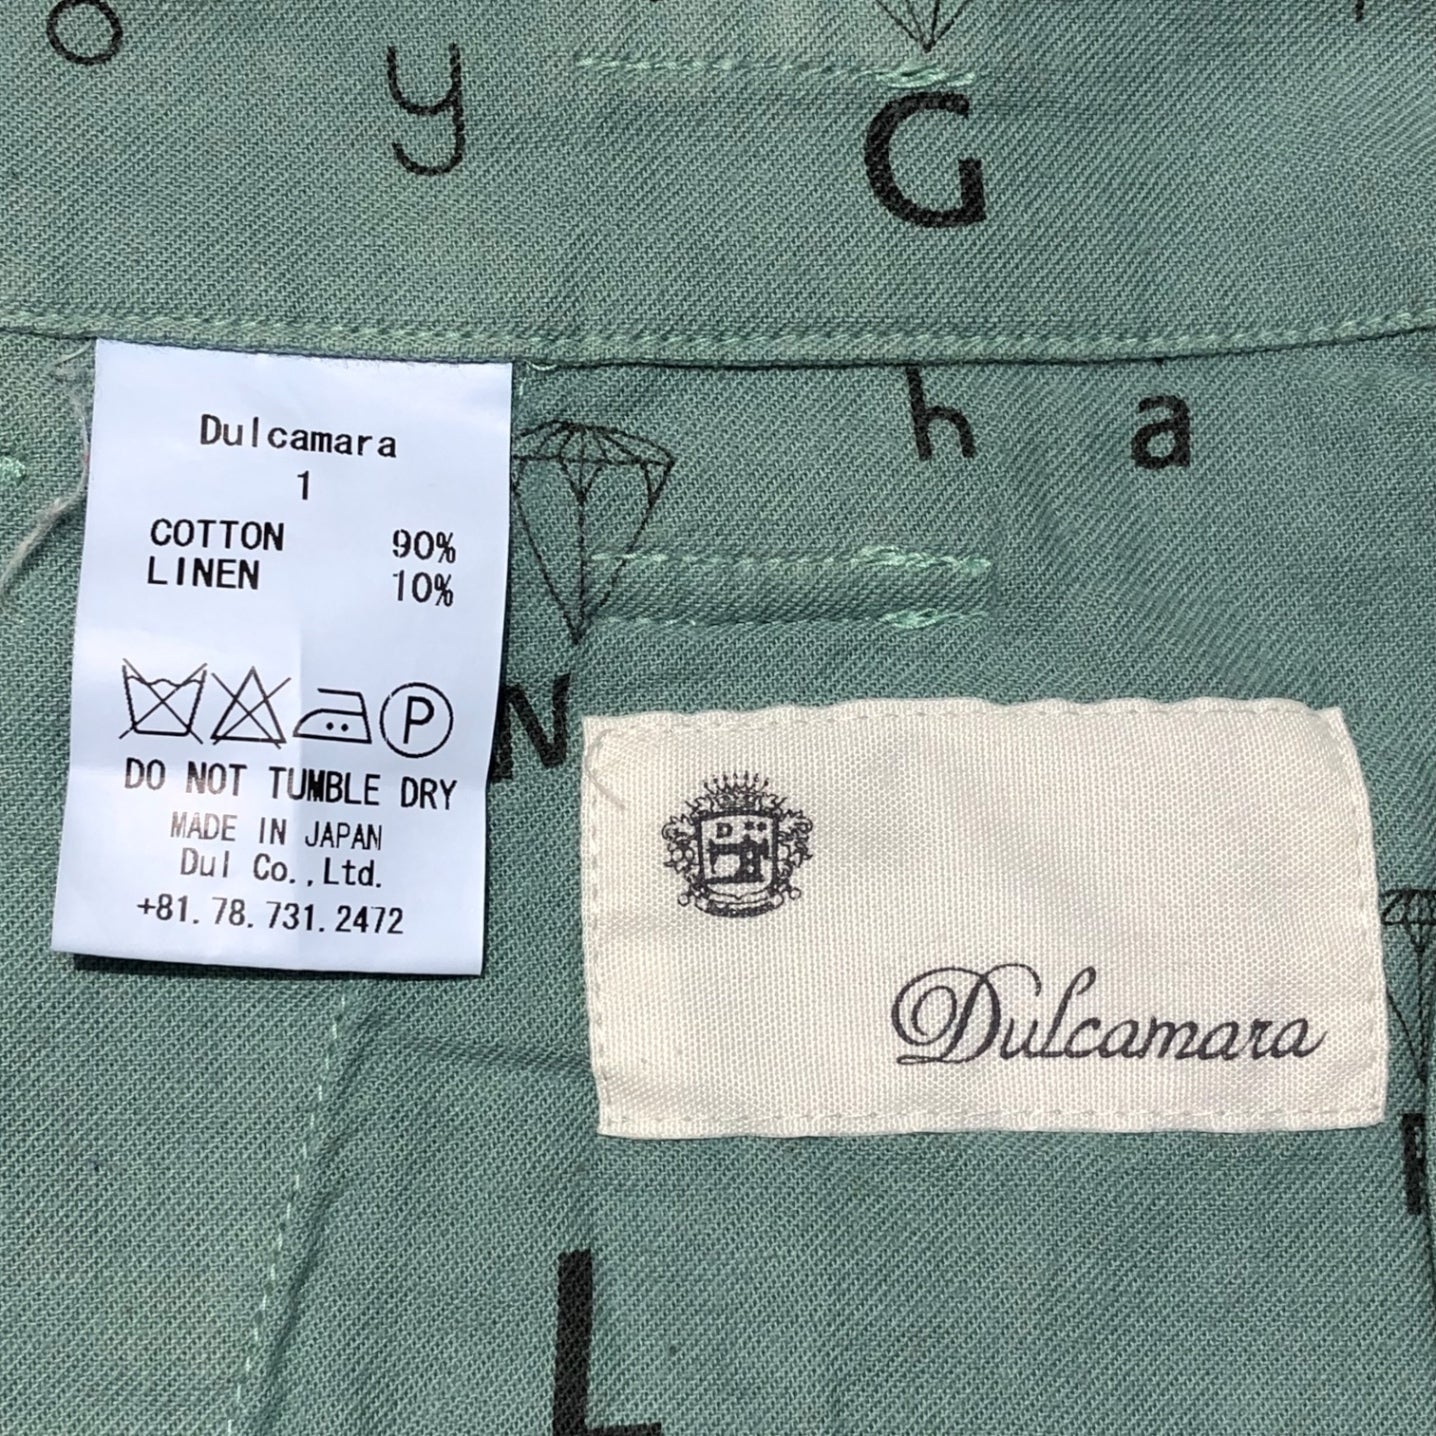 o
y
G
h
a
Dulcamara
1
COTTON 90%
LINEN 10%
P
DO NOT TUMBLE DRY
MADE IN JAPAN
Dul Co.,Ltd.
+81.78.731.2472
N
D
Dulcamara
L